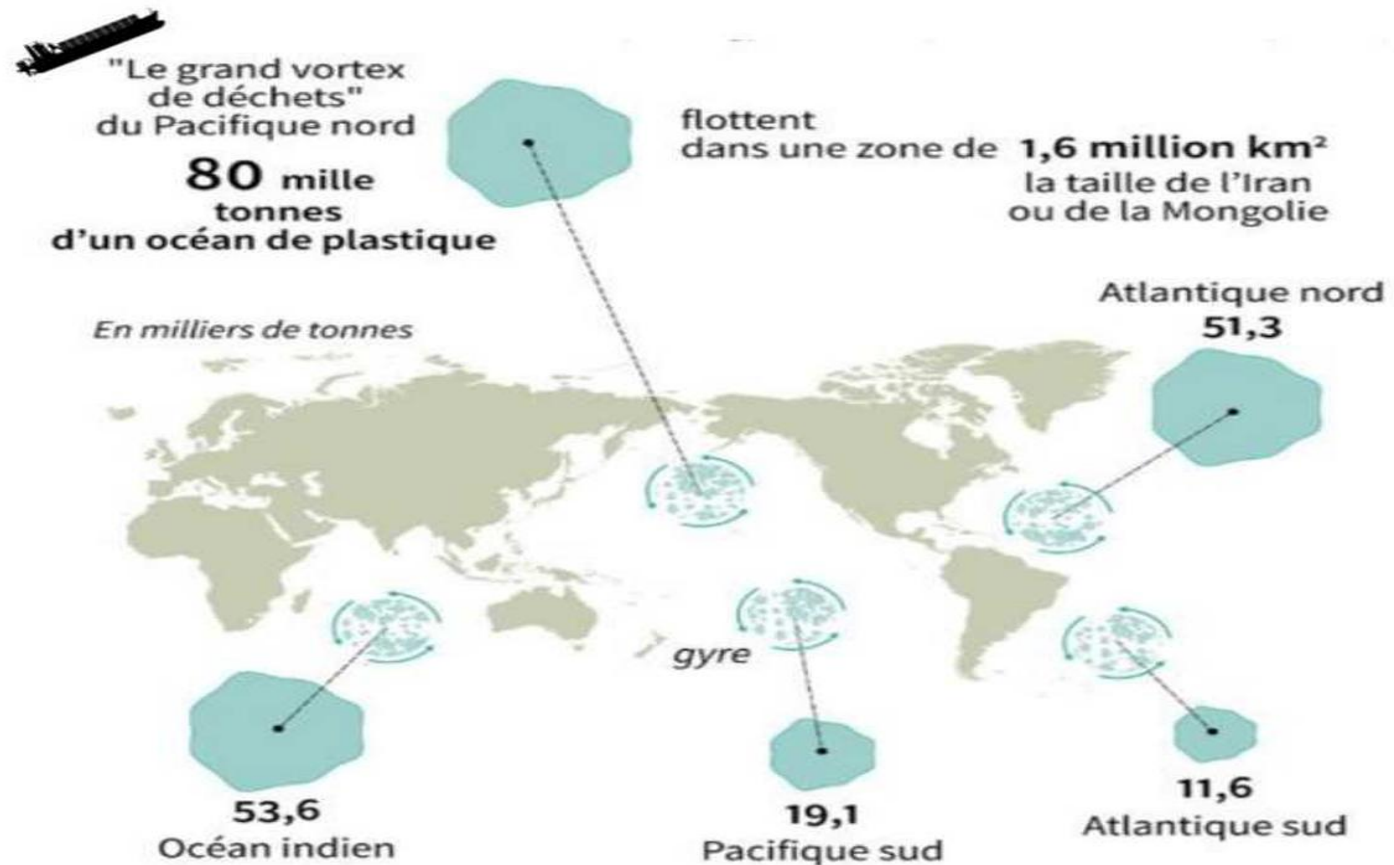 "Le grand vortex
de déchets"
du Pacifique nord
80 mille
tonnes
d'un océan de plastique
flottent
dans une zone de 1,6 million km²
la taille de l'Iran
ou de la Mongolie
En milliers de tonnes
Atlantique nord
51,3
gyre
53,6
Océan indien
19,1
Pacifique sud
11,6
Atlantique sud